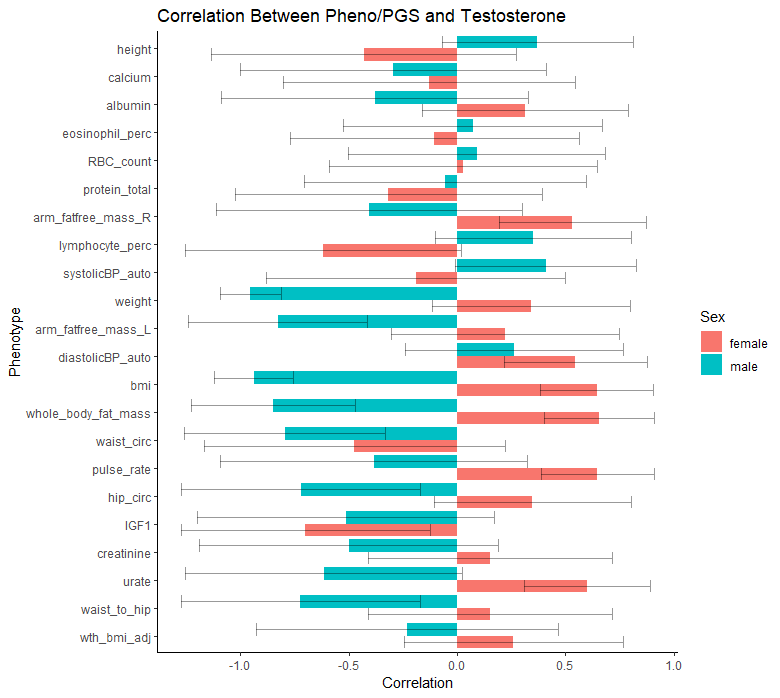 Correlation Between Pheno/PGS and Testosterone
Phenotype
height
calcium
albumin
eosinophil_perc
RBC_count
protein_total
arm_fatfree_mass_R
lymphocyte_perc
systolicBP_auto
weight
arm_fatfree_mass_L
diastolicBP_auto
bmi
whole_body_fat_mass
waist_circ
pulse_rate
hip_circ
IGF1
creatinine
urate
waist_to_hip
wth_bmi_adj
-1.0 -0.5 0.0 0.5 1.0
Correlation
Sex
female
male